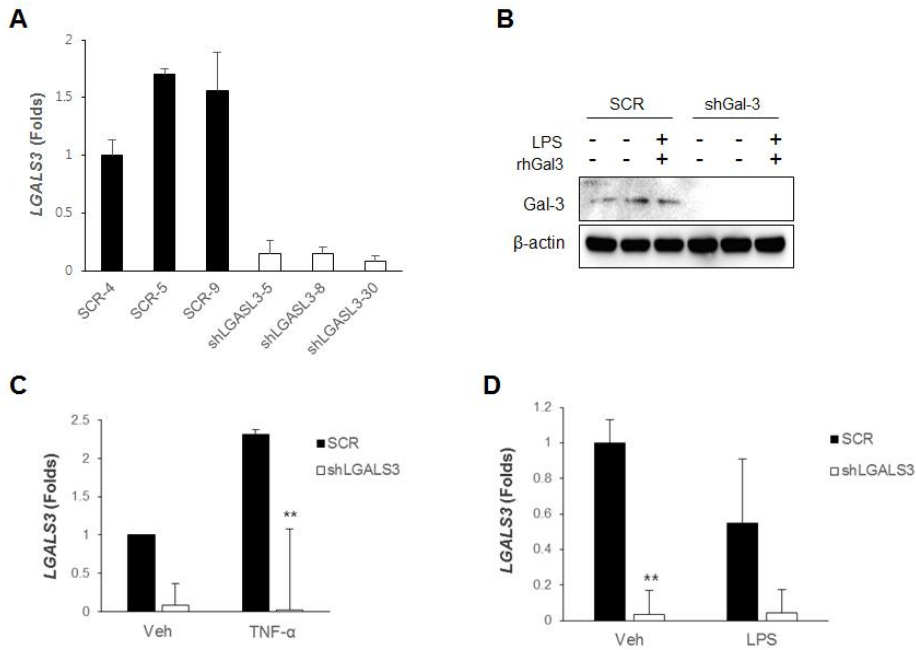 A
LGALS3 (Folds)
2
1.5
1
0.5
0
SCR-4
SCR-5
SCR-9
shLGASL3-5
shLGASL3-8
shLGASL3-30
B
SCR shGal-3
LPS - - + - - +
rhGal3 - - + - - +
Gal-3
β-actin
C
LGALS3 (Folds)
2.5
2
1.5
1
0.5
0
**
Veh TNF-α
SCR
shLGALS3
D
LGALS3 (Folds)
1.2
1
0.8
0.6
0.4
0.2
0
**
Veh LPS
SCR
shLGALS3